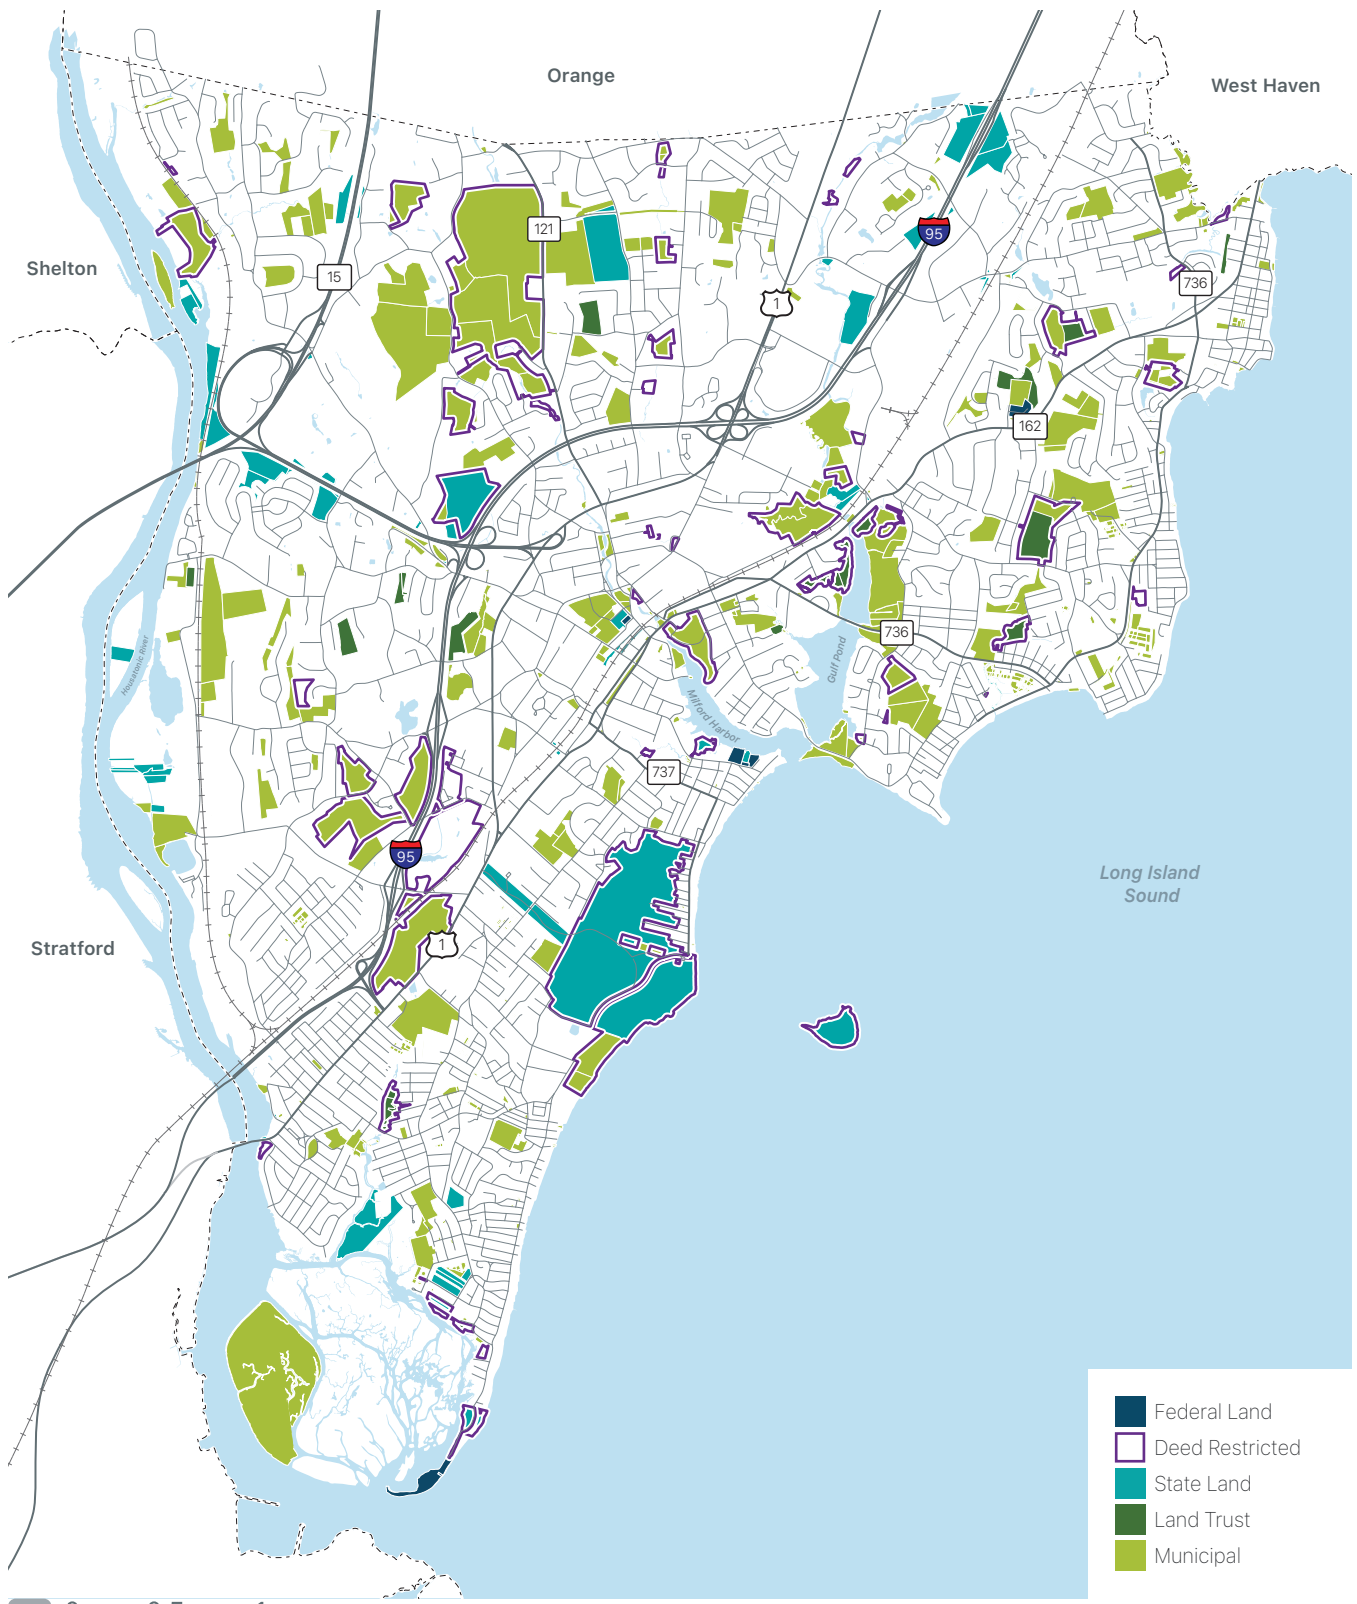 Orange
West Haven
Shelton
121
95
15
1
736
162
736
Housatonic River
Gulf Pond
Milford Harbor
737
95
Long Island
Sound
Stratford
1
Federal Land
Deed Restricted
State Land
Land Trust
Municipal